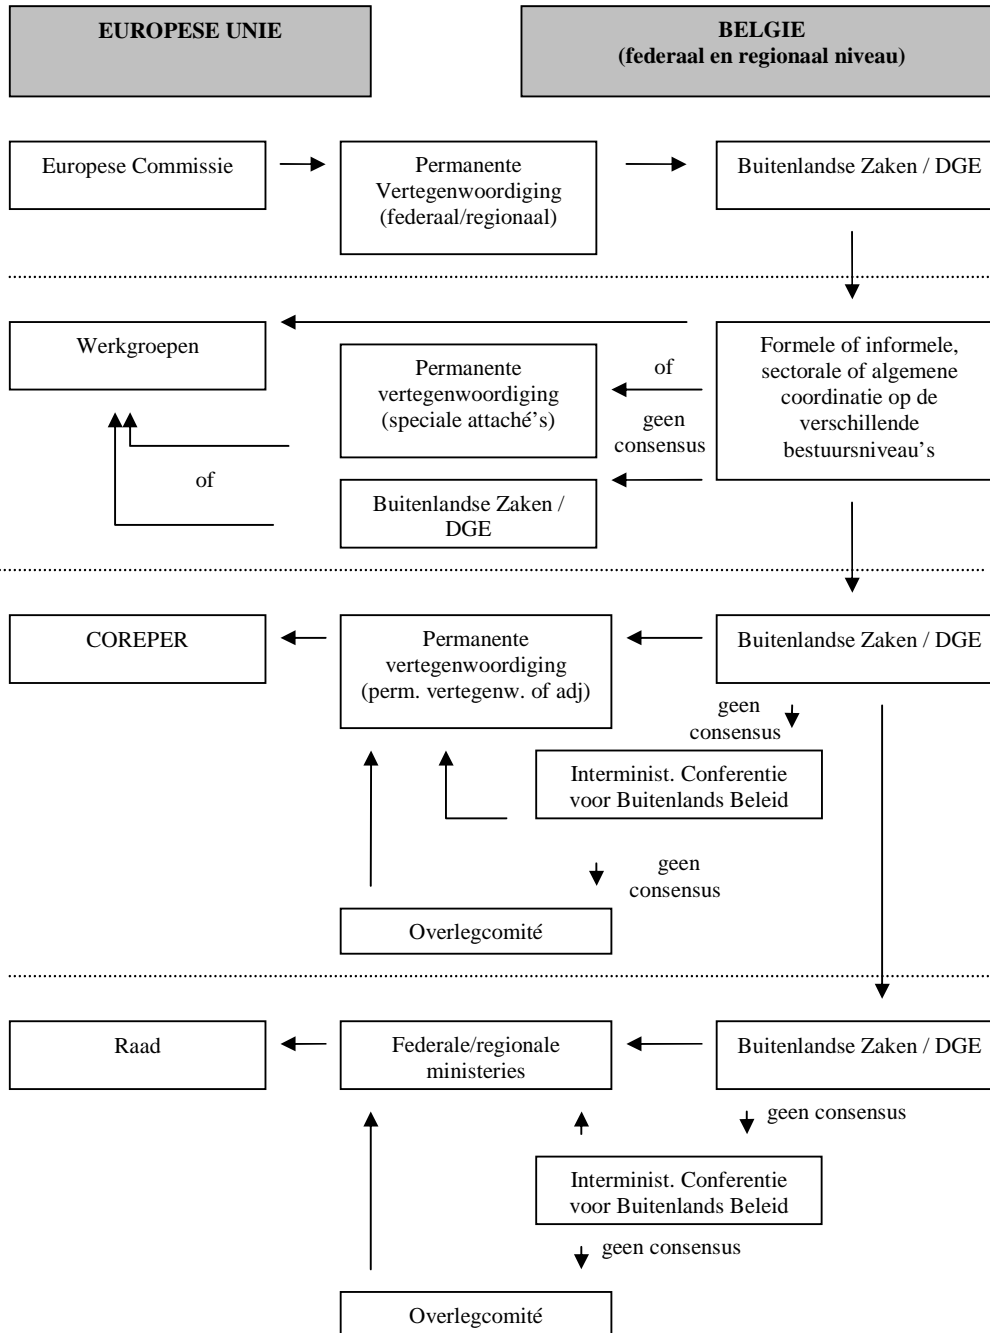 EUROPESE UNIE
BELGIE
(federaal en regionaal niveau)
Europese Commissie
Permanente
Vertegenwoordiging
(federaal/regionaal)
Buitenlandse Zaken / DGE
Werkgroepen
Permanente
vertegenwoordiging
(speciale attaché's)
of
geen
consensus
Formele of informele,
sectorale of algemene
coordinatie op de
verschillende
bestuursniveau's
of
Buitenlandse Zaken /
DGE
COREPER
Permanente
vertegenwoordiging
(perm. vertegenw. of adj)
Buitenlandse Zaken / DGE
geen
consensus
Interminist. Conferentie
voor Buitenlands Beleid
geen
consensus
Overlegcomité
Raad
Federale/regionale
ministeries
Buitenlandse Zaken / DGE
geen consensus
Interminist. Conferentie
voor Buitenlands Beleid
geen consensus
Overlegcomité